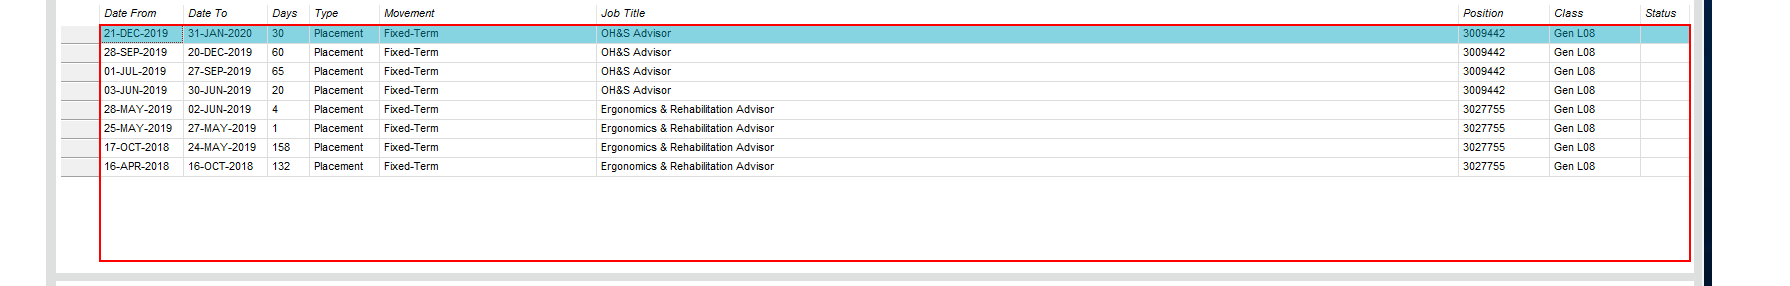 Date From Date To Days Type Movement Job Title Position Class Status
21-DEC-2019 31-JAN-2020 30 Placement Fixed-Term OH&S Advisor 3009442 Gen L08
28-SEP-2019 20-DEC-2019 60 Placement Fixed-Term OH&S Advisor 3009442 Gen L08
01-JUL-2019 27-SEP-2019 65 Placement Fixed-Term OH&S Advisor 3009442 Gen L08
03-JUN-2019 30-JUN-2019 20 Placement Fixed-Term OH&S Advisor 3009442 Gen L08
28-MAY-2019 02-JUN-2019 4 Placement Fixed-Term Ergonomics & Rehabilitation Advisor 3027755 Gen L08
25-MAY-2019 27-MAY-2019 1 Placement Fixed-Term Ergonomics & Rehabilitation Advisor 3027755 Gen L08
17-OCT-2018 24-MAY-2019 158 Placement Fixed-Term Ergonomics & Rehabilitation Advisor 3027755 Gen L08
16-APR-2018 16-OCT-2018 132 Placement Fixed-Term Ergonomics & Rehabilitation Advisor 3027755 Gen L08